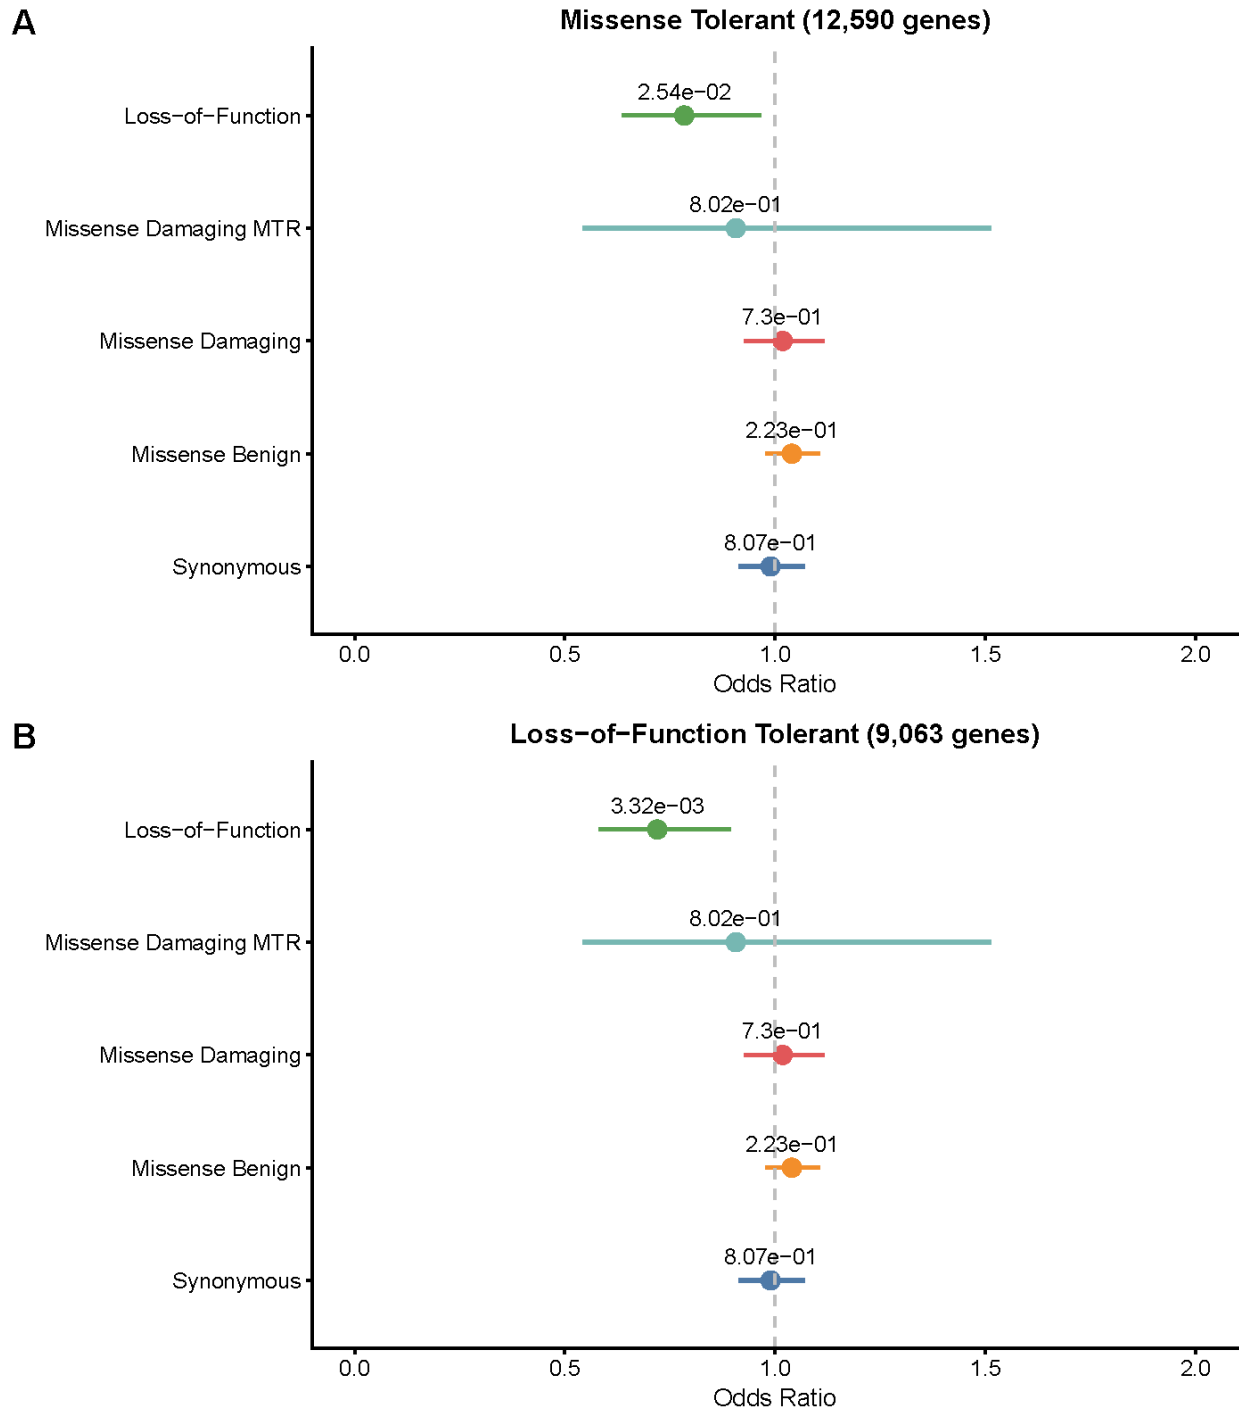 A
Missense Tolerant (12,590 genes)
2.54e−02
Loss−of−Function
8.02e−01
Missense Damaging MTR
7.3e−01
Missense Damaging
2.23e−01
Missense Benign
8.07e−01
Synonymous
0.0 0.5 1.0 1.5 2.0
Odds Ratio
B
Loss−of−Function Tolerant (9,063 genes)
3.32e−03
Loss−of−Function
8.02e−01
Missense Damaging MTR
7.3e−01
Missense Damaging
2.23e−01
Missense Benign
8.07e−01
Synonymous
0.0 0.5 1.0 1.5 2.0
Odds Ratio